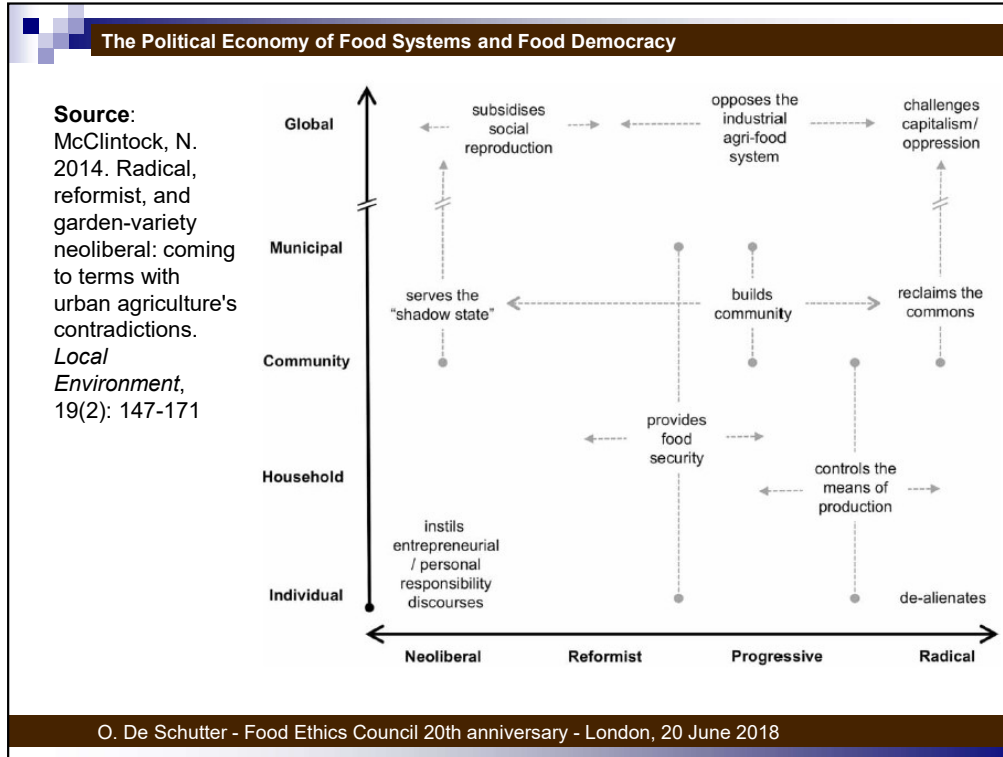 The Political Economy of Food Systems and Food Democracy
Source:
McClintock, N.
2014. Radical,
reformist, and
garden-variety
neoliberal: coming
to terms with
urban agriculture's
contradictions.
Local
Environment,
19(2): 147-171
Global
subsidises
social
reproduction
opposes the
industrial
agri-food
system
challenges
capitalism/
oppression
Municipal
serves the
“shadow state”
builds
community
reclaims the
commons
Community
provides
food
security
Household
controls the
means of
production
instils
entrepreneurial
/ personal
responsibility
discourses
Individual
de-alienates
Neoliberal
Reformist
Progressive
Radical
O. De Schutter - Food Ethics Council 20th anniversary - London, 20 June 2018